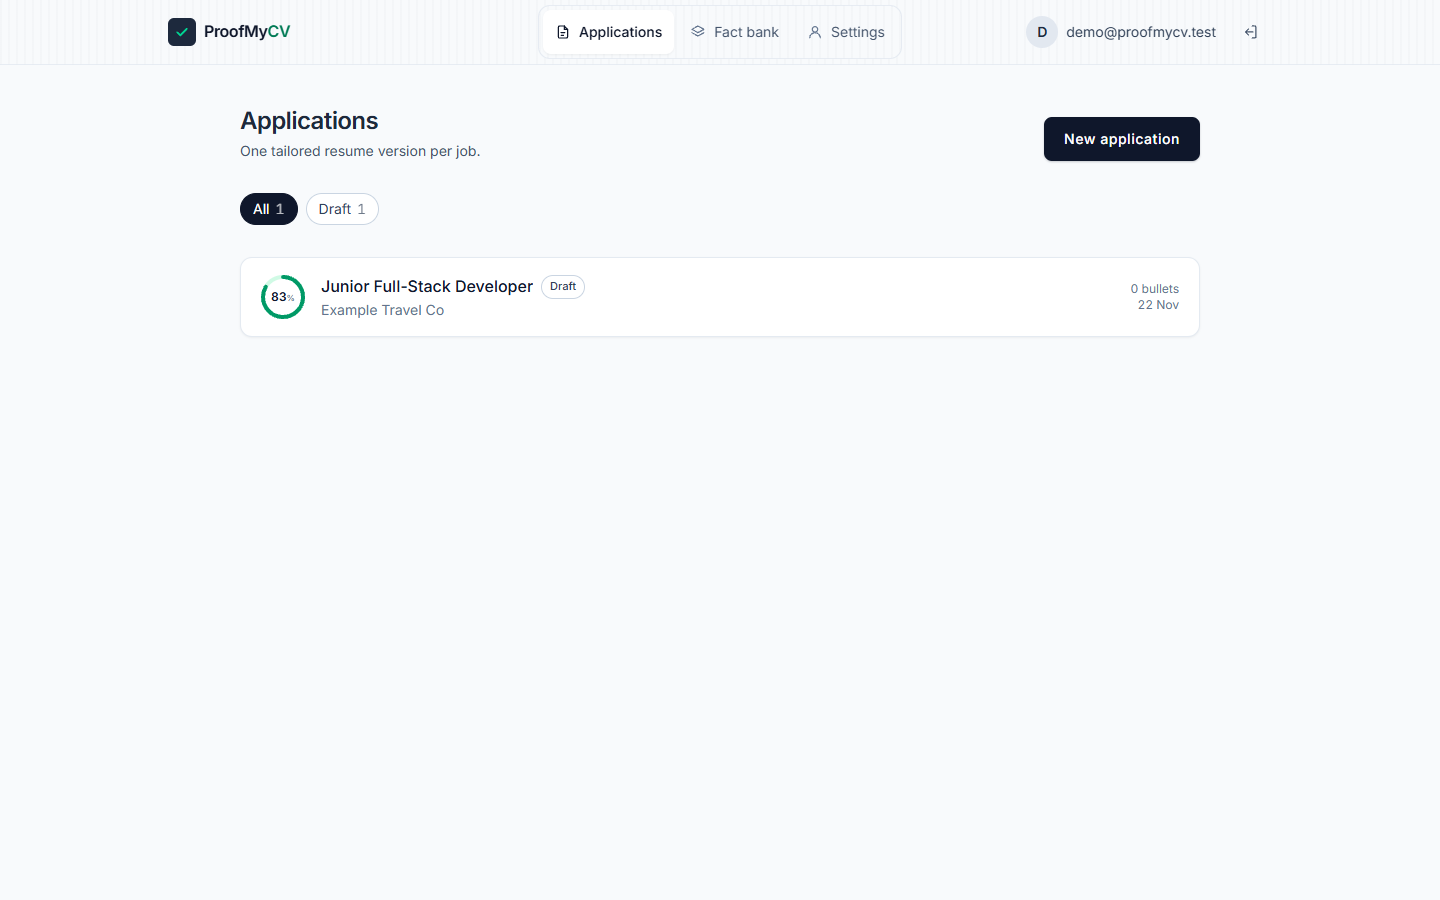 ProofMyCV
Applications
Fact bank
Settings
D
demo@proofmycv.test
Applications
One tailored resume version per job.
New application
All 1
Draft 1
83%
Junior Full-Stack Developer
Draft
Example Travel Co
0 bullets
22 Nov